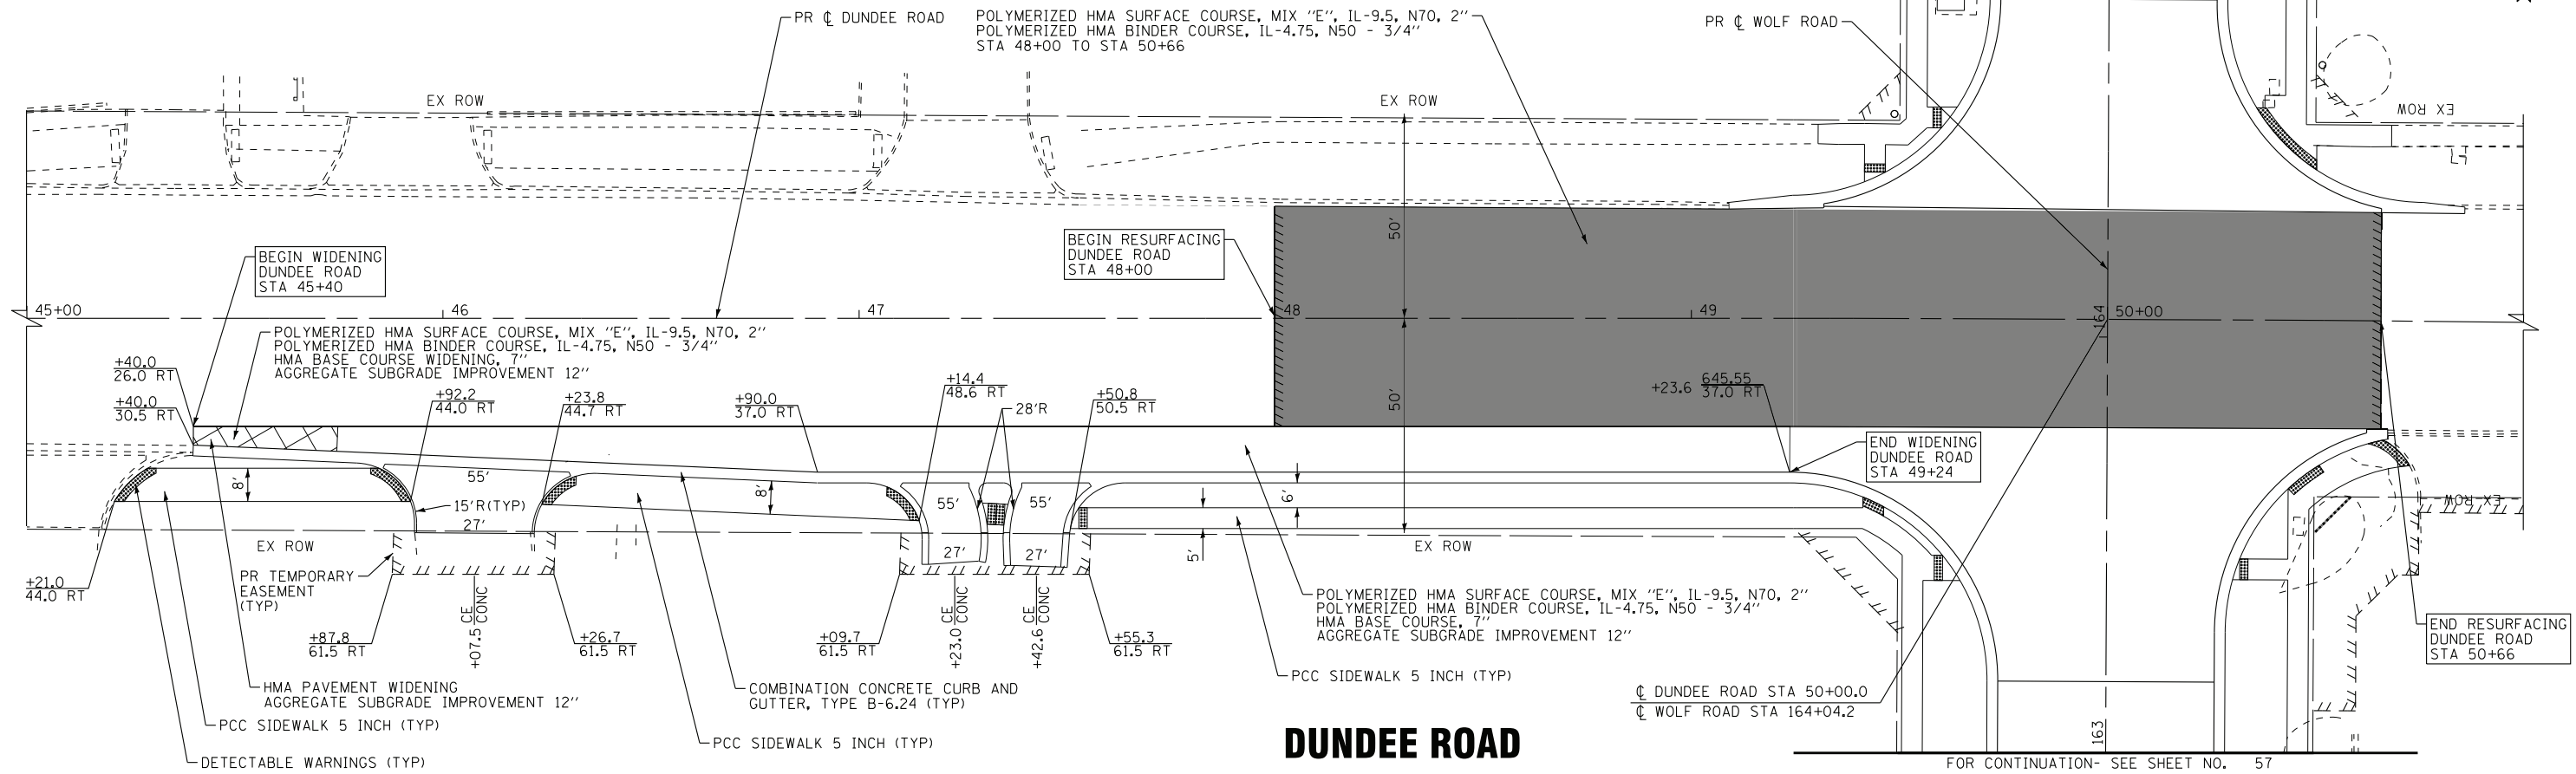 PR ℄ DUNDEE ROAD
POLYMERIZED HMA SURFACE COURSE, MIX "E", IL-9.5, N70, 2"
POLYMERIZED HMA BINDER COURSE, IL-4.75, N50 - 3/4"
STA 48+00 TO STA 50+66
PR ℄ WOLF ROAD
EX ROW
EX ROW
EX ROW
50'
BEGIN WIDENING
DUNDEE ROAD
STA 45+40
BEGIN RESURFACING
DUNDEE ROAD
STA 48+00
45+00
46
47
48
49
164
50+00
POLYMERIZED HMA SURFACE COURSE, MIX "E", IL-9.5, N70, 2"
POLYMERIZED HMA BINDER COURSE, IL-4.75, N50 - 3/4"
HMA BASE COURSE WIDENING, 7"
AGGREGATE SUBGRADE IMPROVEMENT 12"
+40.0
26.0 RT
+40.0
30.5 RT
+92.2
44.0 RT
+23.8
44.7 RT
+90.0
37.0 RT
+14.4
48.6 RT
28'R
+50.8
50.5 RT
50'
+23.6
645.55
37.0 RT
END WIDENING
DUNDEE ROAD
STA 49+24
8'
55'
15'R(TYP)
27'
8'
55'
55'
6'
5'
27'
27'
EX ROW
EX ROW
EX ROW
+21.0
44.0 RT
PR TEMPORARY
EASEMENT
(TYP)
+87.8
61.5 RT
+07.5 CE
CONC
+26.7
61.5 RT
+09.7
61.5 RT
+23.0 CE
CONC
+42.6 CE
CONC
+55.3
61.5 RT
POLYMERIZED HMA SURFACE COURSE, MIX "E", IL-9.5, N70, 2"
POLYMERIZED HMA BINDER COURSE, IL-4.75, N50 - 3/4"
HMA BASE COURSE, 7"
AGGREGATE SUBGRADE IMPROVEMENT 12"
END RESURFACING
DUNDEE ROAD
STA 50+66
HMA PAVEMENT WIDENING
AGGREGATE SUBGRADE IMPROVEMENT 12"
PCC SIDEWALK 5 INCH (TYP)
DETECTABLE WARNINGS (TYP)
COMBINATION CONCRETE CURB AND
GUTTER, TYPE B-6.24 (TYP)
PCC SIDEWALK 5 INCH (TYP)
PCC SIDEWALK 5 INCH (TYP)
℄ DUNDEE ROAD STA 50+00.0
℄ WOLF ROAD STA 164+04.2
163
DUNDEE ROAD
FOR CONTINUATION- SEE SHEET NO. 57